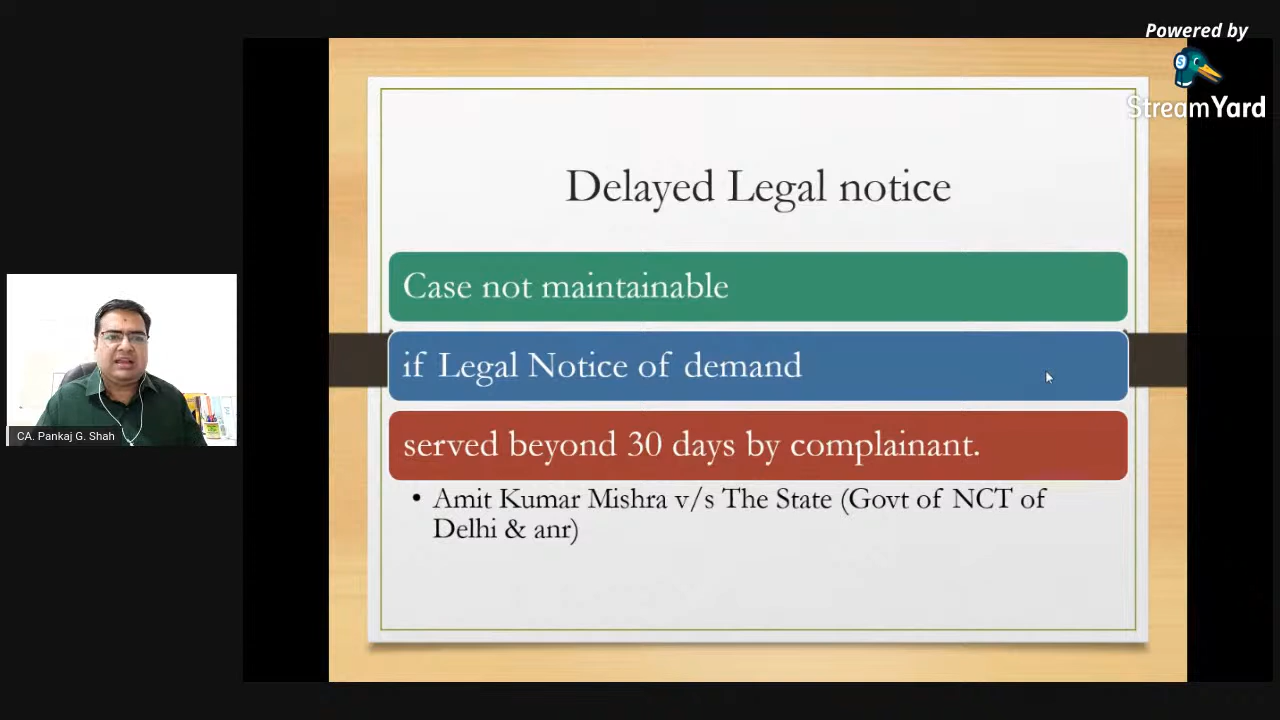 Powered by
StreamYard
Delayed Legal notice
Case not maintainable
if Legal Notice of demand
served beyond 30 days by complainant.
• Amit Kumar Mishra v/s The State (Govt of NCT of
Delhi & anr)
CA. Pankaj G. Shah